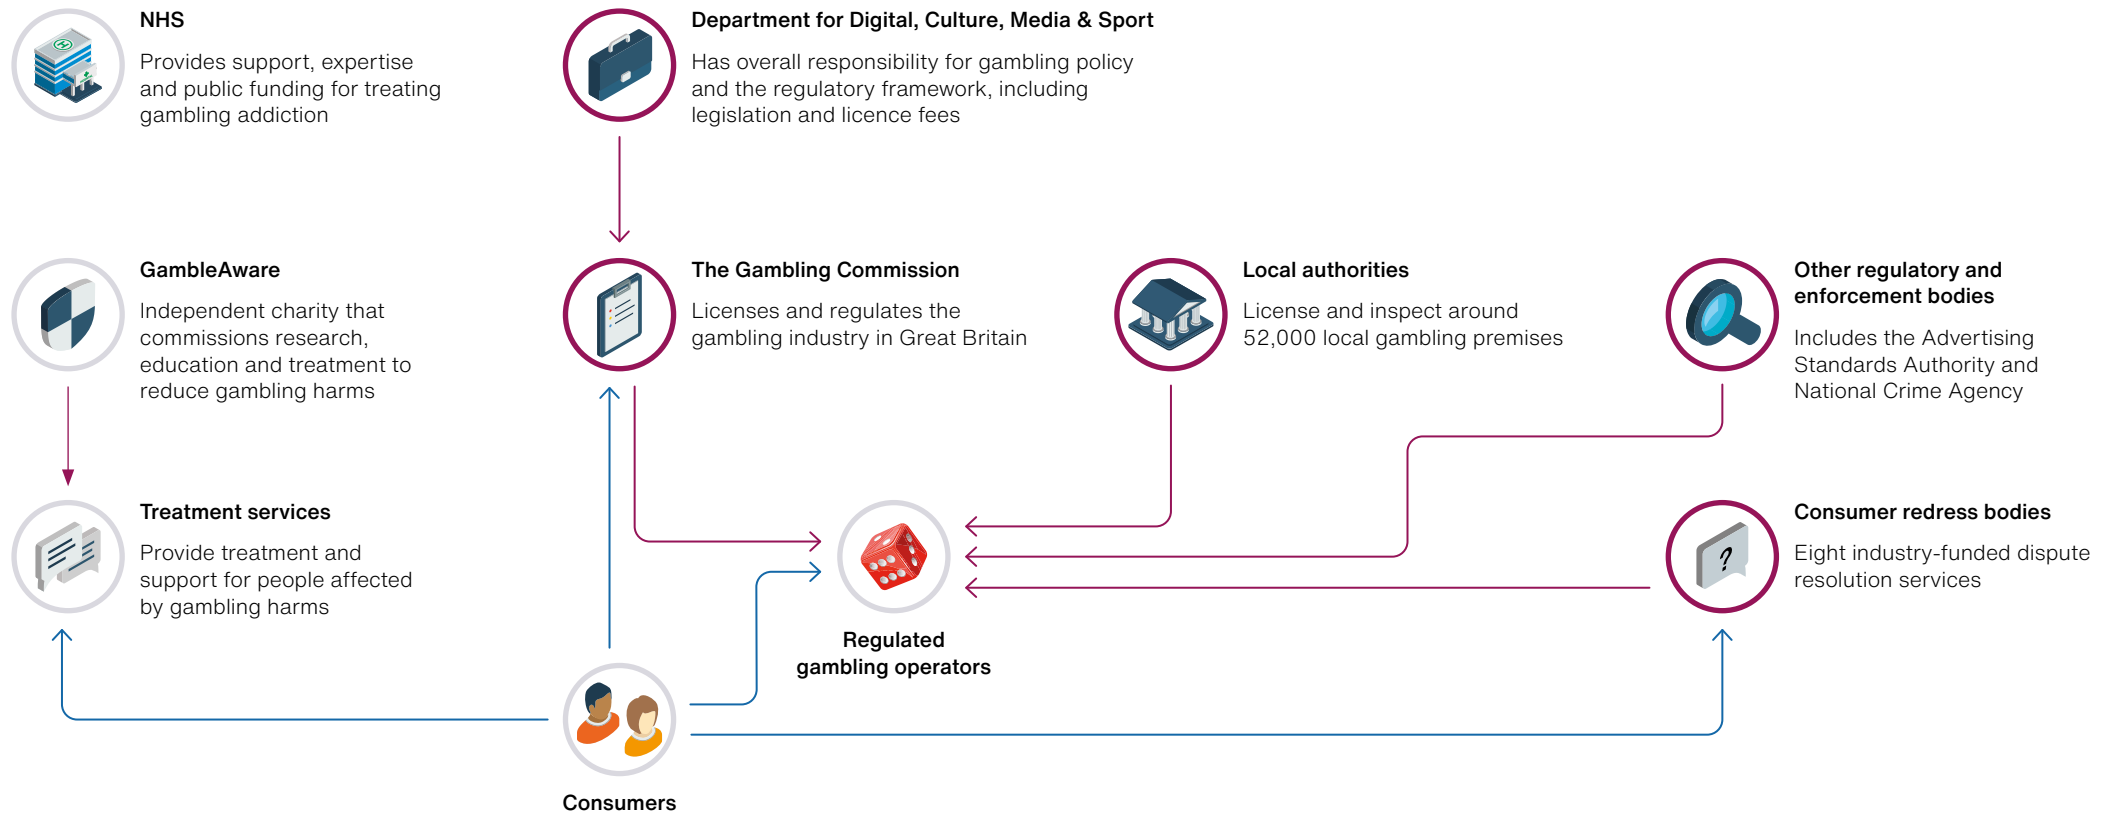 NHS
Provides support, expertise
and public funding for treating
gambling addiction
Department for Digital, Culture, Media & Sport
Has overall responsibility for gambling policy
and the regulatory framework, including
legislation and licence fees
GambleAware
Independent charity that
commissions research,
education and treatment to
reduce gambling harms
The Gambling Commission
Licenses and regulates the
gambling industry in Great Britain
Local authorities
License and inspect around
52,000 local gambling premises
Other regulatory and
enforcement bodies
Includes the Advertising
Standards Authority and
National Crime Agency
Treatment services
Provide treatment and
support for people affected
by gambling harms
Regulated
gambling operators
Consumer redress bodies
Eight industry-funded dispute
resolution services
?
H
Consumers